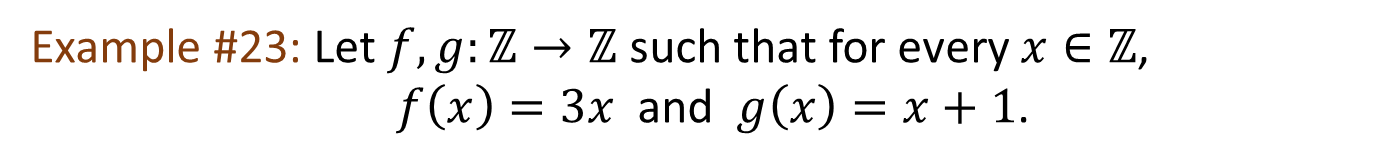 Example #23: Let f, g: ℤ → ℤ such that for every x ∈ ℤ,
f(x) = 3x and g(x) = x + 1.